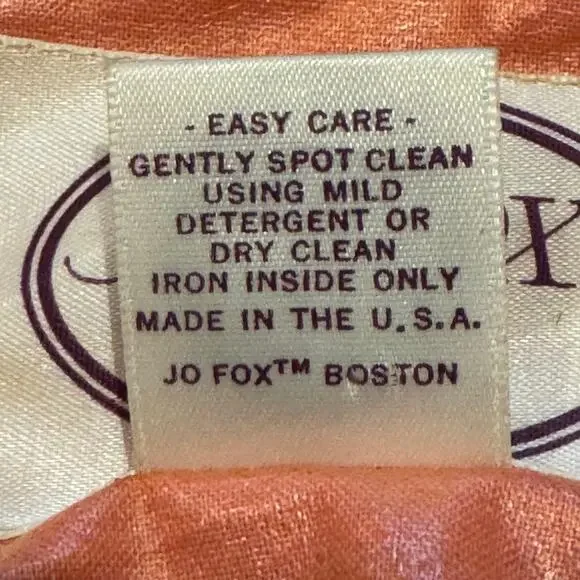 - EASY CARE -
GENTLY SPOT CLEAN
USING MILD
DETERGENT OR
DRY CLEAN
IRON INSIDE ONLY
MADE IN THE U.S.A.
JO FOX™ BOSTON